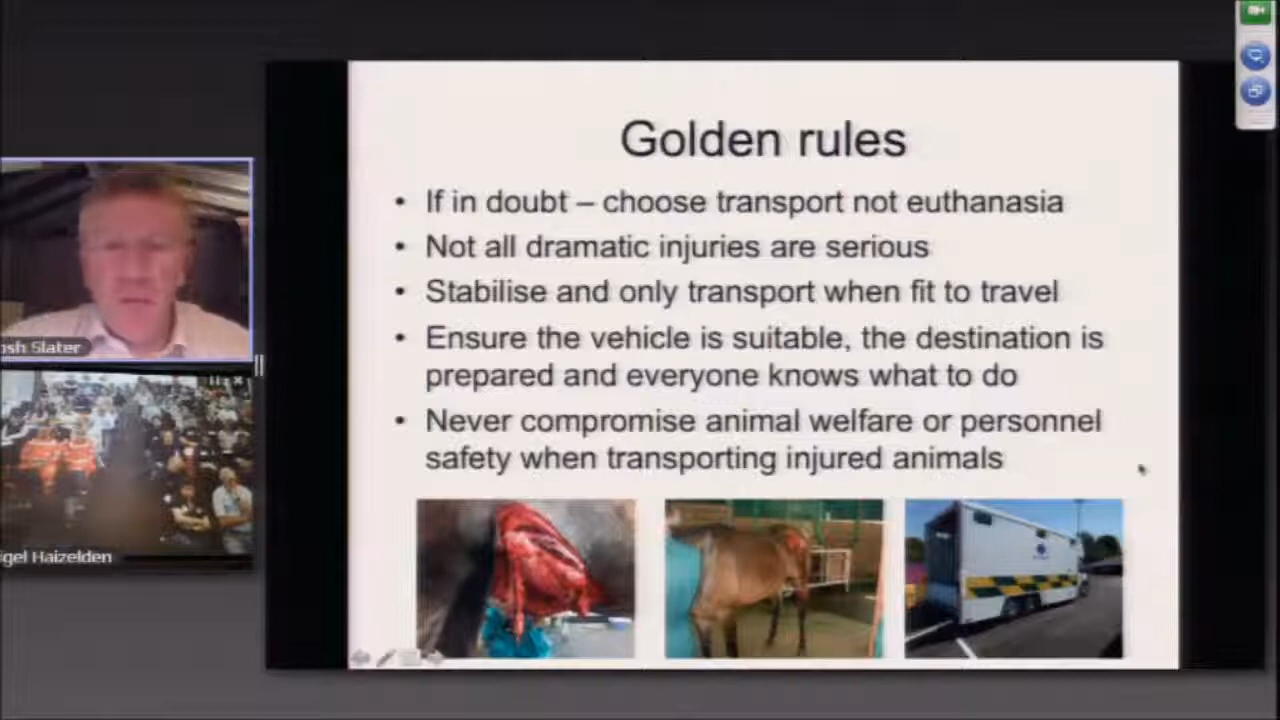 Golden rules
• If in doubt – choose transport not euthanasia
• Not all dramatic injuries are serious
• Stabilise and only transport when fit to travel
• Ensure the vehicle is suitable, the destination is
prepared and everyone knows what to do
• Never compromise animal welfare or personnel
safety when transporting injured animals
osh Slater
igel Haizelden